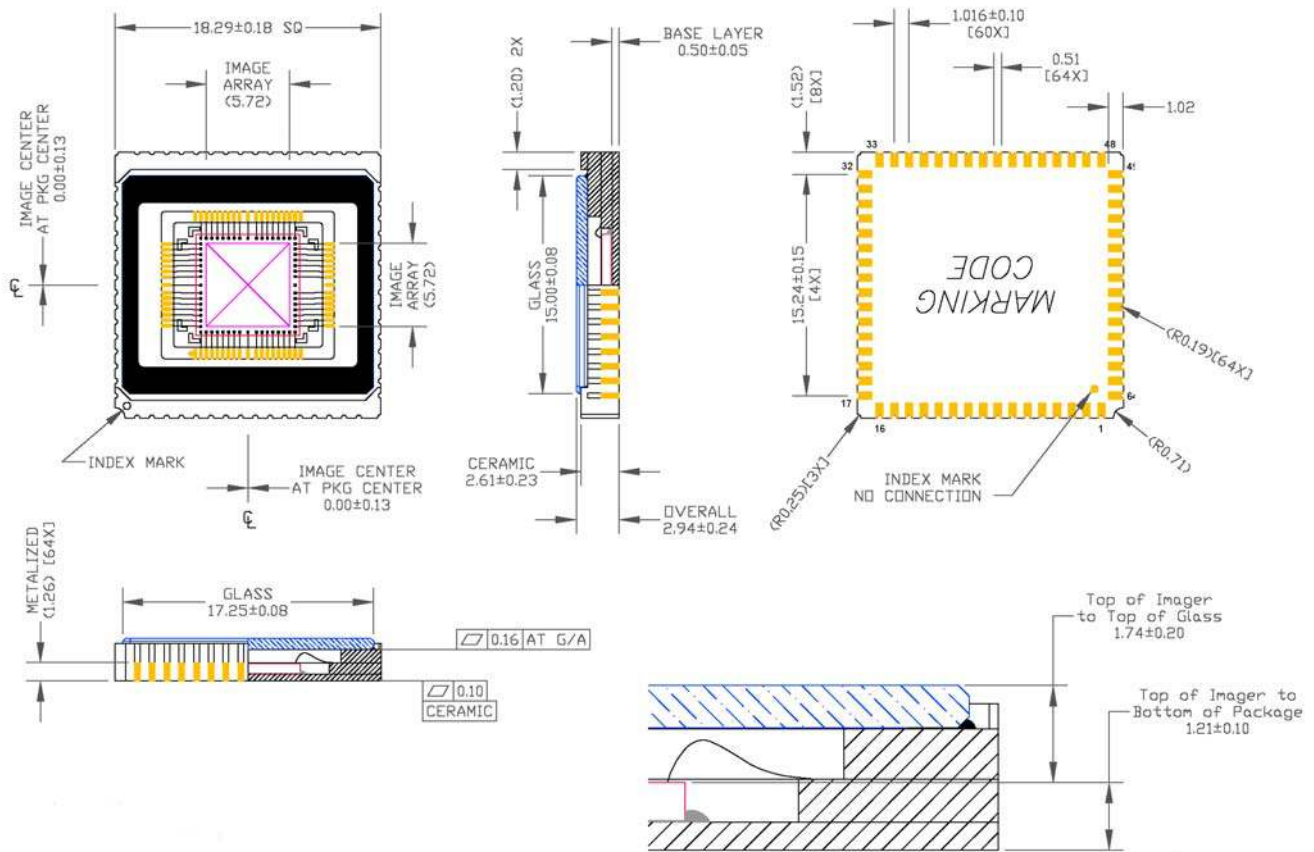 18.29±0.18 SQ
IMAGE
ARRAY
(5.72)
IMAGE CENTER
AT PKG CENTER
0.00±0.13
IMAGE
ARRAY
(5.72)
INDEX MARK
IMAGE CENTER
AT PKG CENTER
0.00±0.13
(1.20) 2X
BASE LAYER
0.50±0.05
GLASS
15.00±0.08
CERAMIC
2.61±0.23
OVERALL
2.94±0.24
1.016±0.10
[60X]
0.51
[64X]
(1.52)
[8X]
1.02
33
48
32
49
15.24±0.15
[4X]
MARKING
CODE
(R0.19)[64X]
17
64
16
1
(R0.71)
(R0.25)[3X]
INDEX MARK
NO CONNECTION
METALIZED
(1.26) [64X]
GLASS
17.25±0.08
0.16 AT G/A
0.10
CERAMIC
Top of Imager
to Top of Glass
1.74±0.20
Top of Imager to
Bottom of Package
1.21±0.10